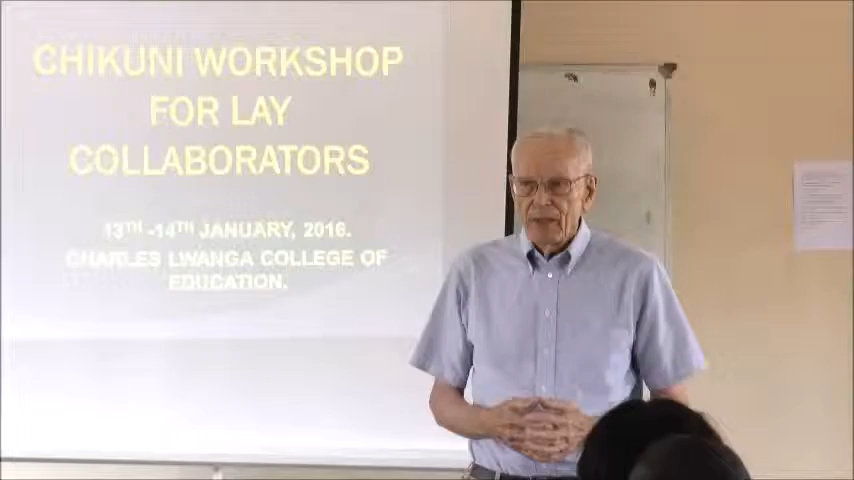 CHIKUNI WORKSHOP
FOR LAY
COLLABORATORS
13TH -14TH JANUARY, 2016.
CHARLES LWANGA COLLEGE OF
EDUCATION.